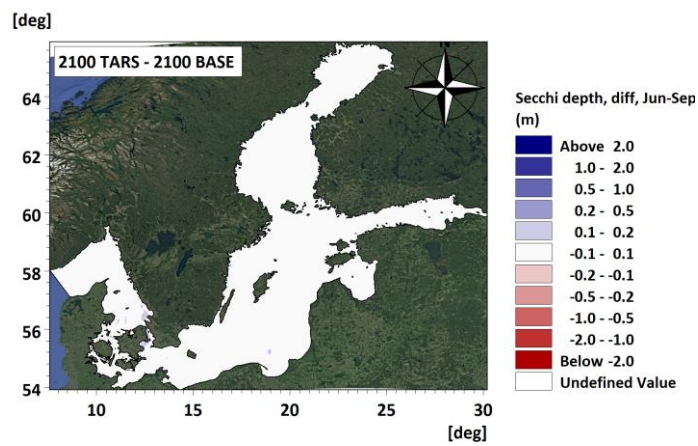 [deg]
2100 TARS - 2100 BASE
64
62
60
58
56
54
10
15
20
25
30
[deg]
Secchi depth, diff, Jun-Sep
(m)
Above 2.0
1.0 - 2.0
0.5 - 1.0
0.2 - 0.5
0.1 - 0.2
-0.1 - 0.1
-0.2 - -0.1
-0.5 - -0.2
-1.0 - -0.5
-2.0 - -1.0
Below -2.0
Undefined Value